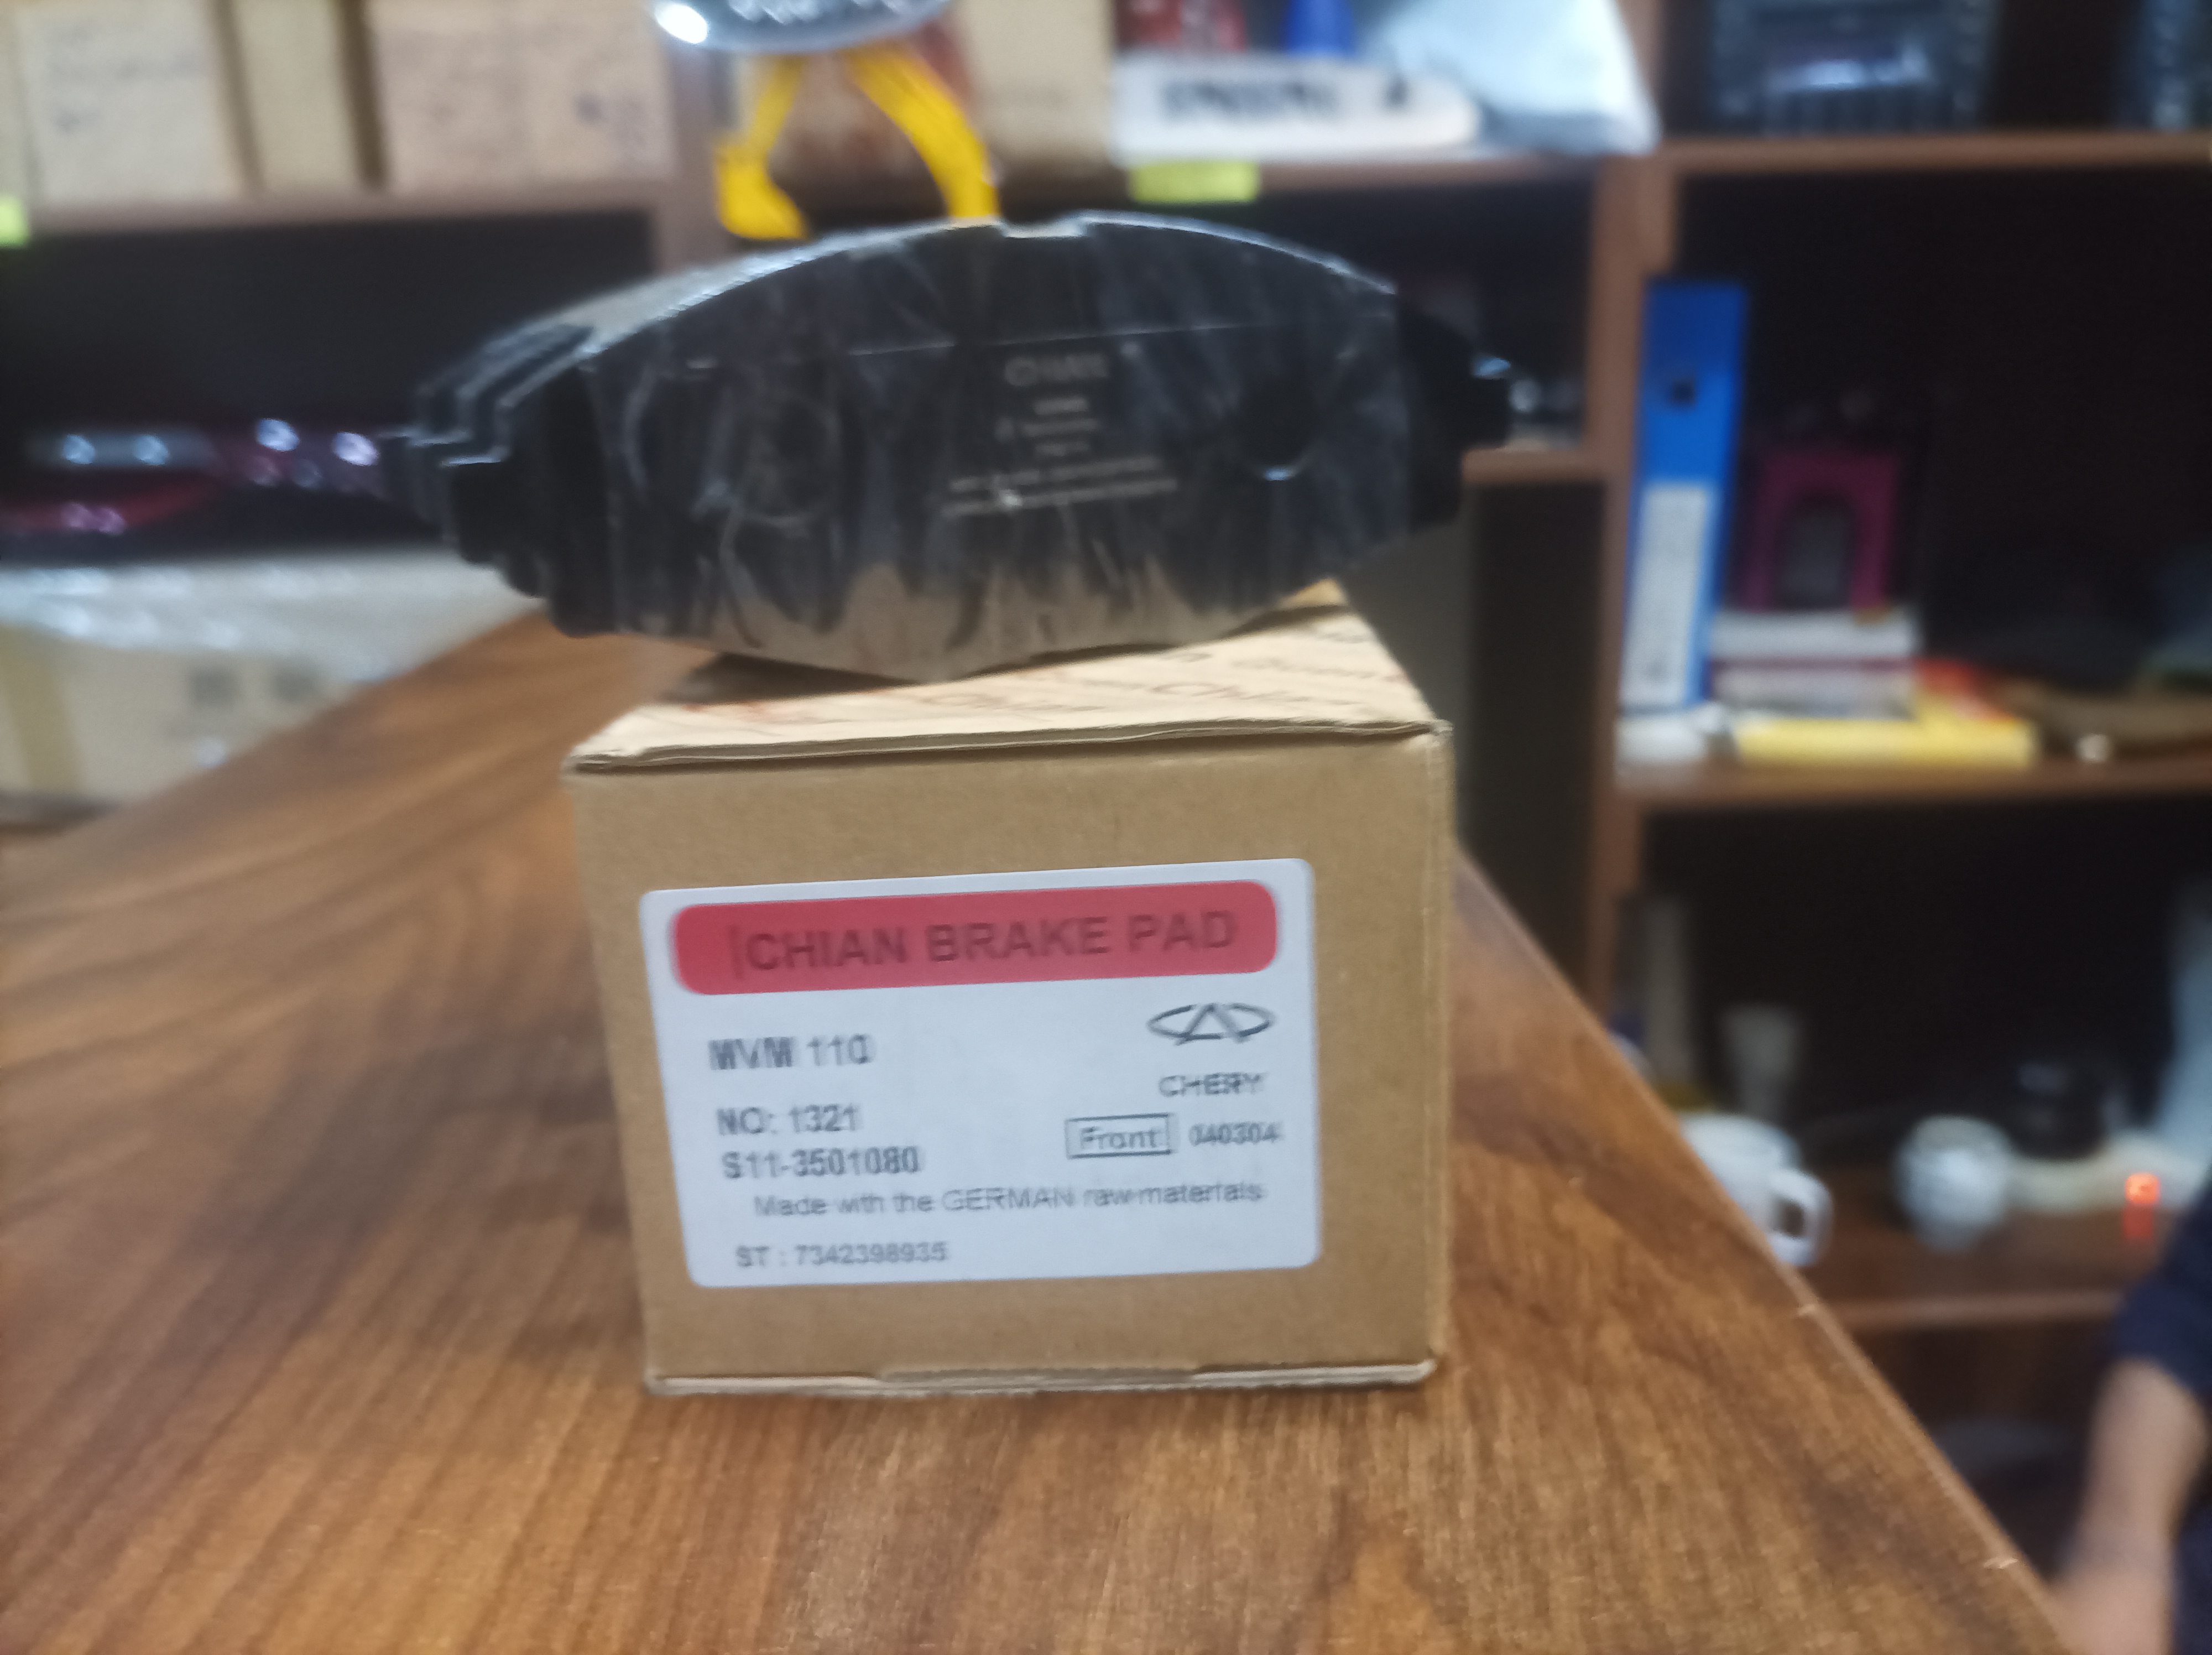 CHIAN
CHIAN BRAKE PAD
MVM 110
CHERY
NO: 1321
Front 040304
S11-3501080
Made with the GERMAN raw materials
ST : 7342398935